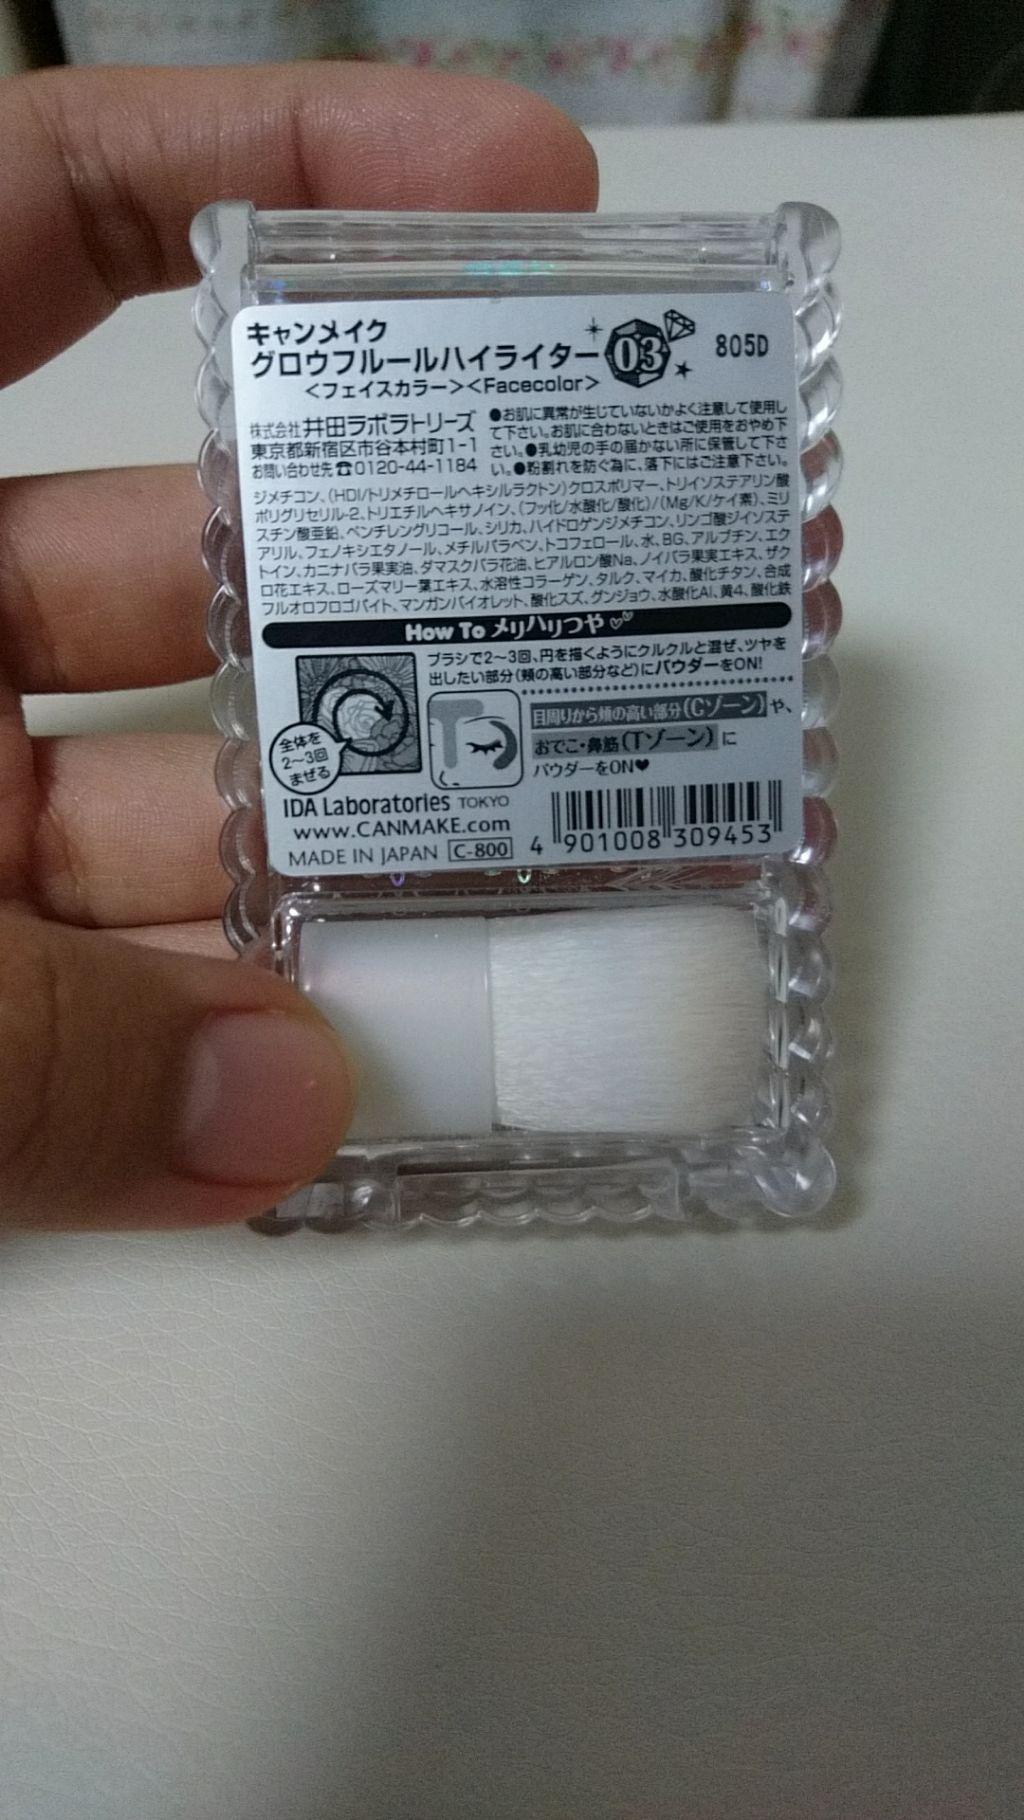 キャンメイク
グロウフルールハイライター 03 805D
<フェイスカラー><Facecolor>
株式会社 井田ラボラトリーズ
東京都新宿区市谷本村町1-1
お問い合わせ先☎0120-44-1184
●お肌に異常が生じていないかよく注意して使用し
て下さい。お肌に合わないときはご使用をおやめ下
さい。●乳幼児の手の届かない所に保管して下さ
い。●粉割れを防ぐ為に、落下にはご注意下さい。
ジメチコン、(HDI/トリメチロールヘキシルラクトン)クロスポリマー、トリイソステアリン酸
ポリグリセリル-2、トリエチルヘキサノイン、(フッ化/水酸化/酸化)/(Mg/K/ケイ素)、ミリ
スチン酸亜鉛、ペンチレングリコール、シリカ、ハイドロゲンジメチコン、リンゴ酸ジイソステ
アリル、フェノキシエタノール、メチルパラベン、トコフェロール、水、BG、アルブチン、エク
トイン、カニナバラ果実油、ダマスクバラ花油、ヒアルロン酸Na、ノイバラ果実エキス、ザク
ロ花エキス、ローズマリー葉エキス、水溶性コラーゲン、タルク、マイカ、酸化チタン、合成
フルオロフロゴパイト、マンガンバイオレット、酸化スズ、グンジョウ、水酸化Al、黄4、酸化鉄
How To メリハリつや
ブラシで2〜3回、円を描くようにクルクルと混ぜ、ツヤを
出したい部分(頬の高い部分など)にパウダーをON!
全体を
2〜3回
まぜる
T
C
目周りから頬の高い部分(Cゾーン)や、
おでこ・鼻筋(Tゾーン)に
パウダーをON♥
IDA Laboratories TOKYO
www.CANMAKE.com
MADE IN JAPAN C-800
4 901008 309453